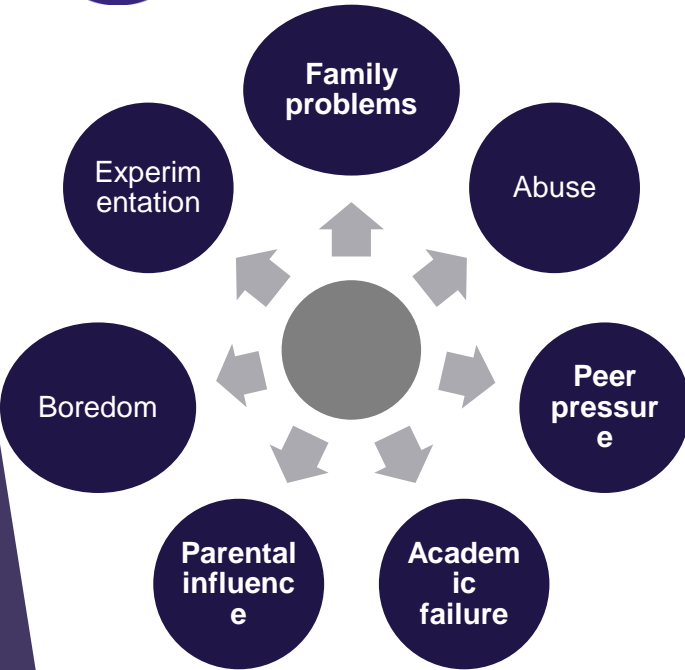 Family
problems
Abuse
Peer
pressur
e
Academ
ic
failure
Parental
influenc
e
Boredom
Experim
entation